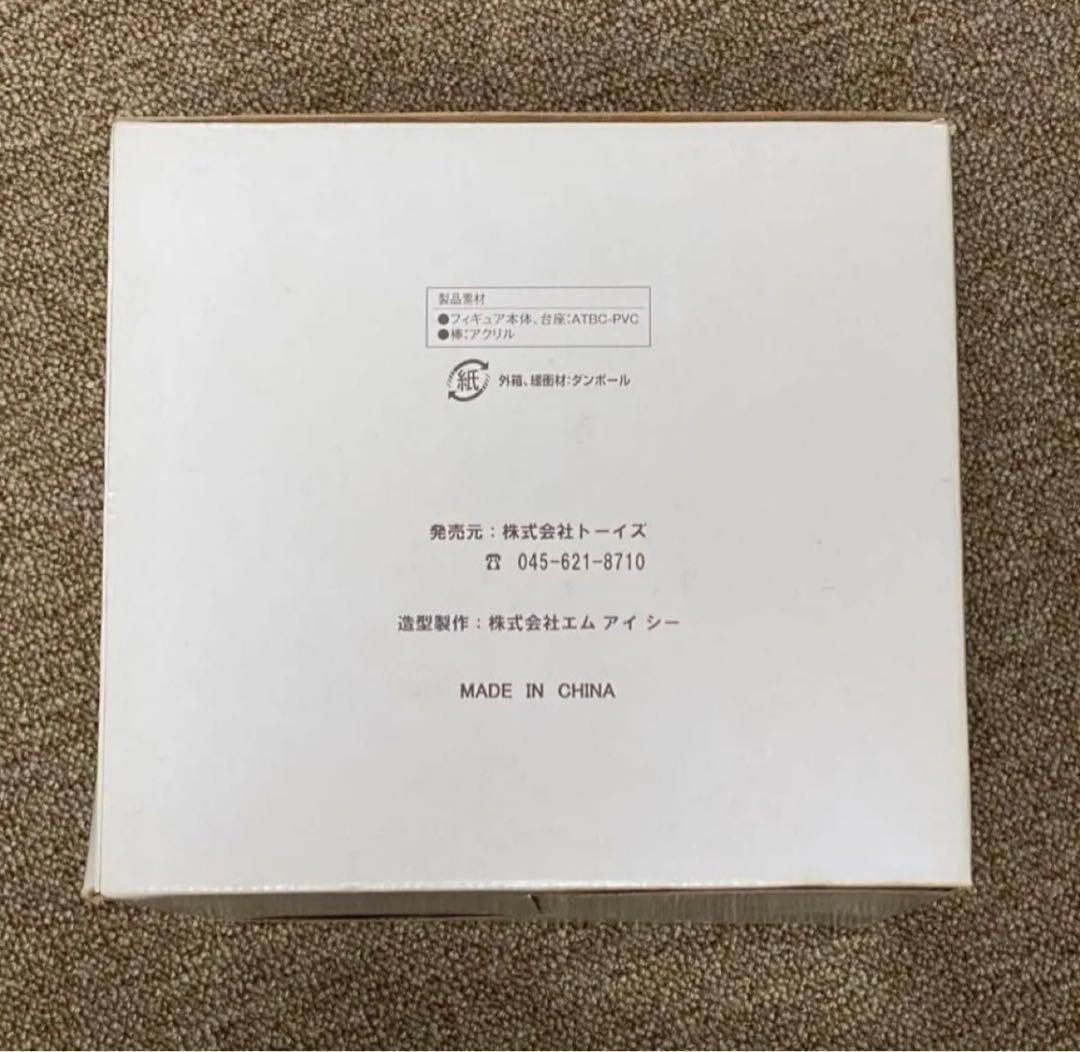 製品素材
●フィギュア本体、台座:ATBC-PVC
●棒:アクリル
紙 外箱、緩衝材:ダンボール
発売元：株式会社トーイズ
☎ 045-621-8710
造型製作：株式会社エム アイ シー
MADE IN CHINA